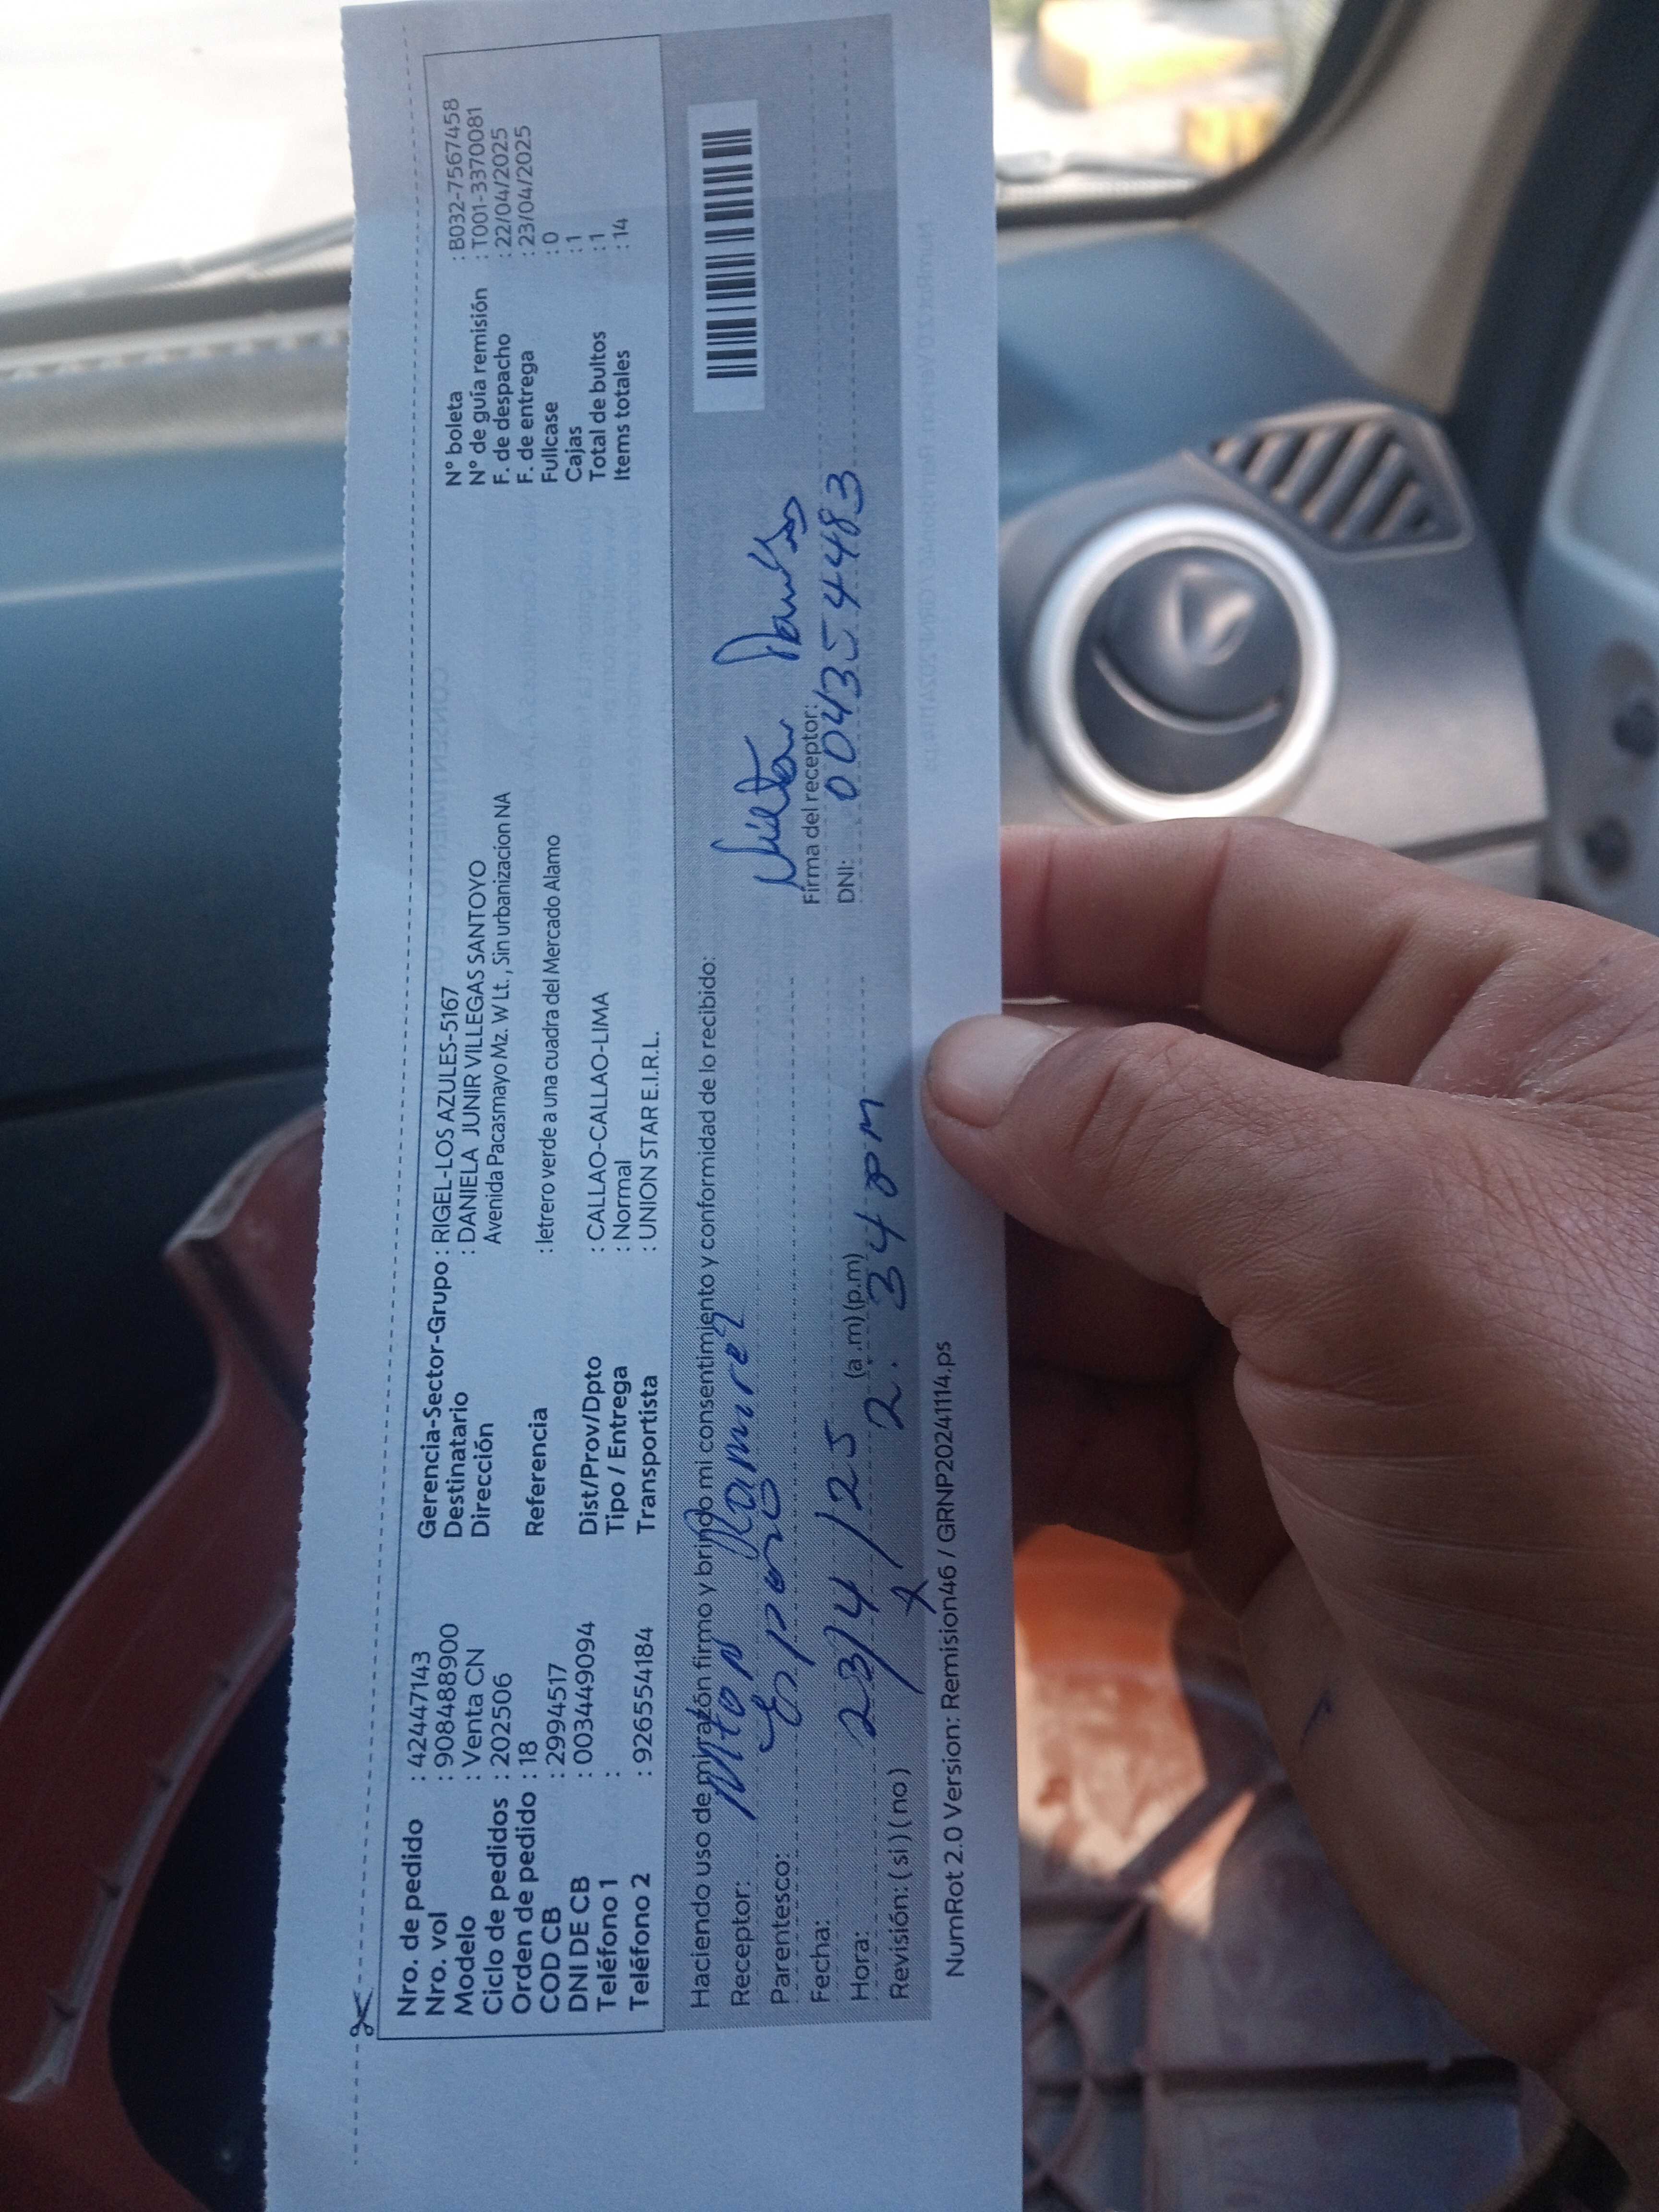 Nro. de pedido : 42447143
Nro. vol : 908488900
Modelo : Venta CN
Ciclo de pedidos : 202506
Orden de pedido : 18
COD CB : 2994517
DNI DE CB : 003449094
Teléfono 1 :
Teléfono 2 : 926554184
Gerencia-Sector-Grupo : RIGEL-LOS AZULES-5167
Destinatario : DANIELA JUNIR VILLEGAS SANTOYO
Dirección Avenida Pacasmayo Mz. W Lt. , Sin urbanizacion NA
Referencia : letrero verde a una cuadra del Mercado Alamo
Dist/Prov/Dpto : CALLAO-CALLAO-LIMA
Tipo / Entrega : Normal
Transportista : UNION STAR E.I.R.L.
N° boleta : B032-7567458
N° de guía remisión : T001-3370081
F. de despacho : 22/04/2025
F. de entrega : 23/04/2025
Fullcase : 0
Cajas : 1
Total de bultos : 1
Items totales : 14
Haciendo uso de mi razón firmo y brindo mi consentimiento y conformidad de lo recibido:
Receptor: Ramirez
Parentesco: Esposo
Fecha: 23/4/25
Hora: (a.m) (p.m) 2.34 pm
Revisión: ( si ) ( no ) x
Firma del receptor:
DNI: 004354483
NumRot 2.0 Version: Remision46 / GRNP20241114.ps